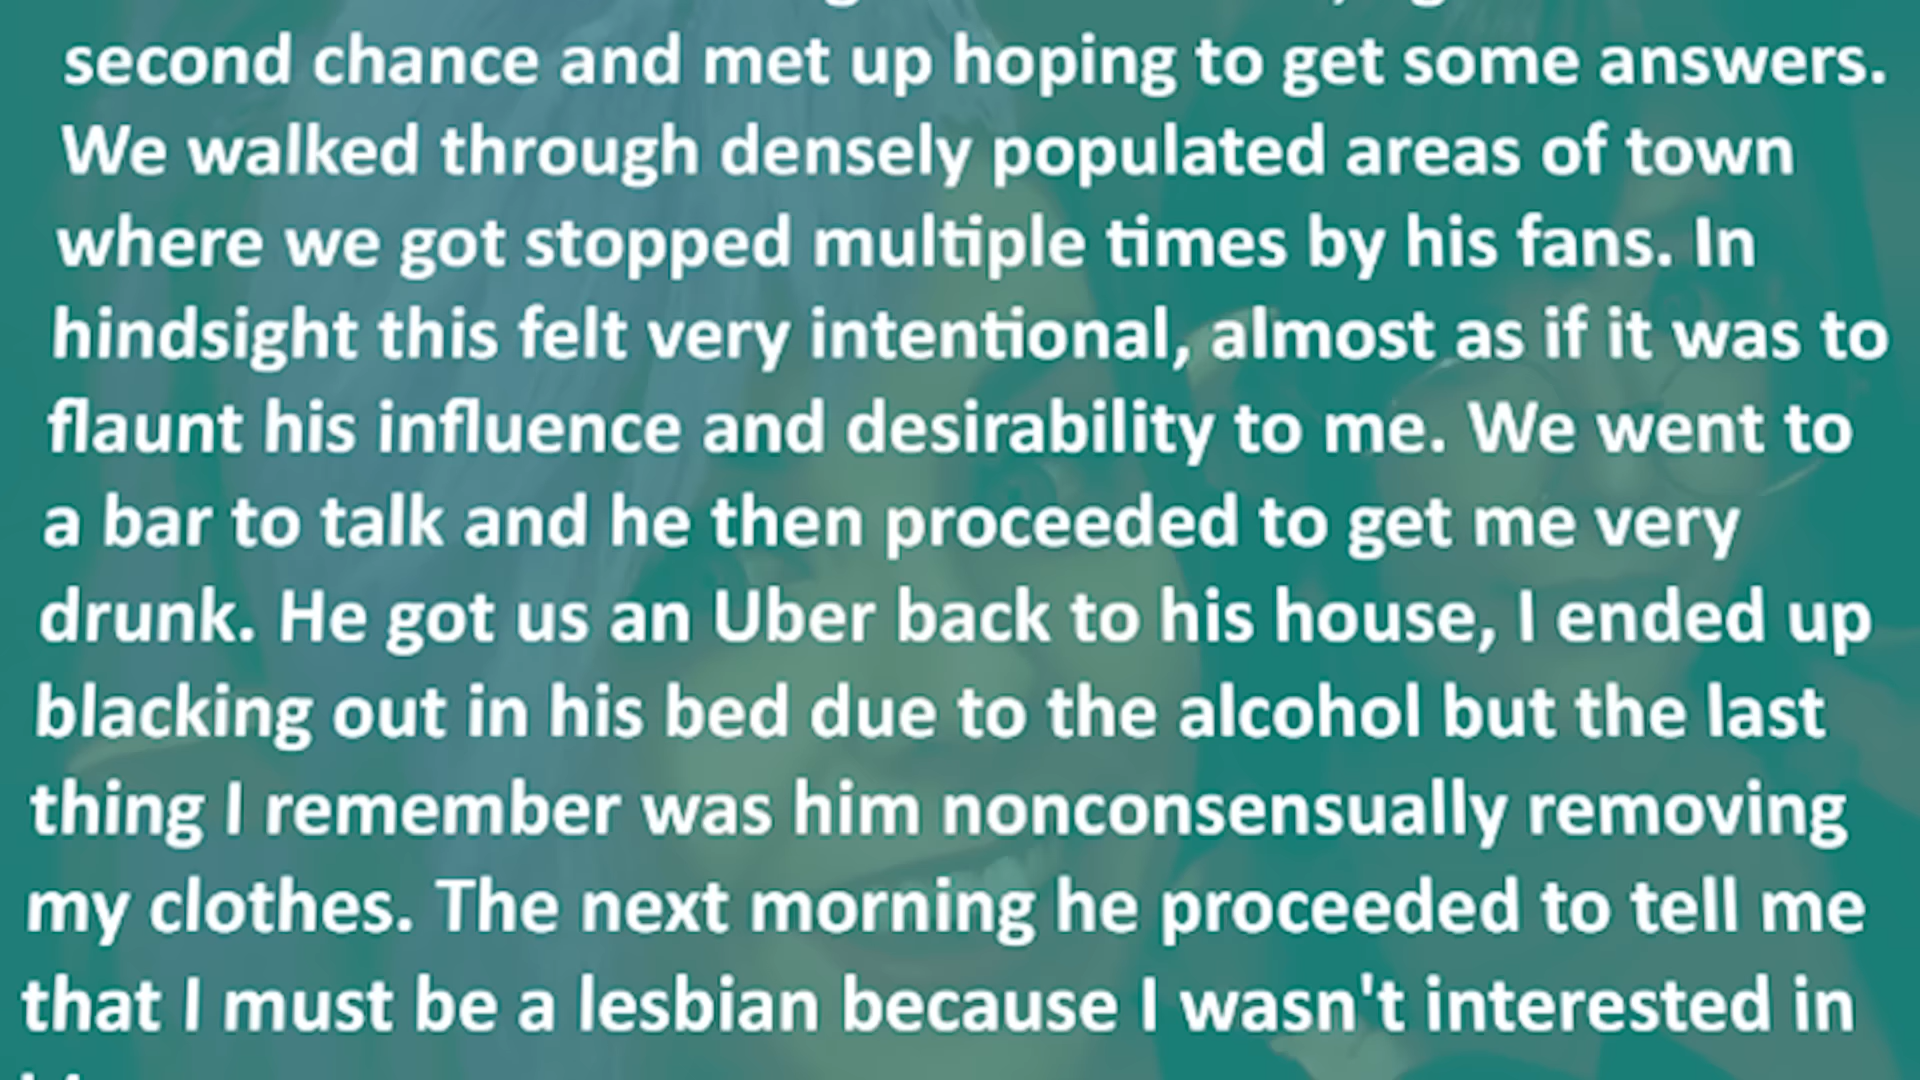 second chance and met up hoping to get some answers.
We walked through densely populated areas of town
where we got stopped multiple times by his fans. In
hindsight this felt very intentional, almost as if it was to
flaunt his influence and desirability to me. We went to
a bar to talk and he then proceeded to get me very
drunk. He got us an Uber back to his house, I ended up
blacking out in his bed due to the alcohol but the last
thing I remember was him nonconsensually removing
my clothes. The next morning he proceeded to tell me
that I must be a lesbian because I wasn't interested in